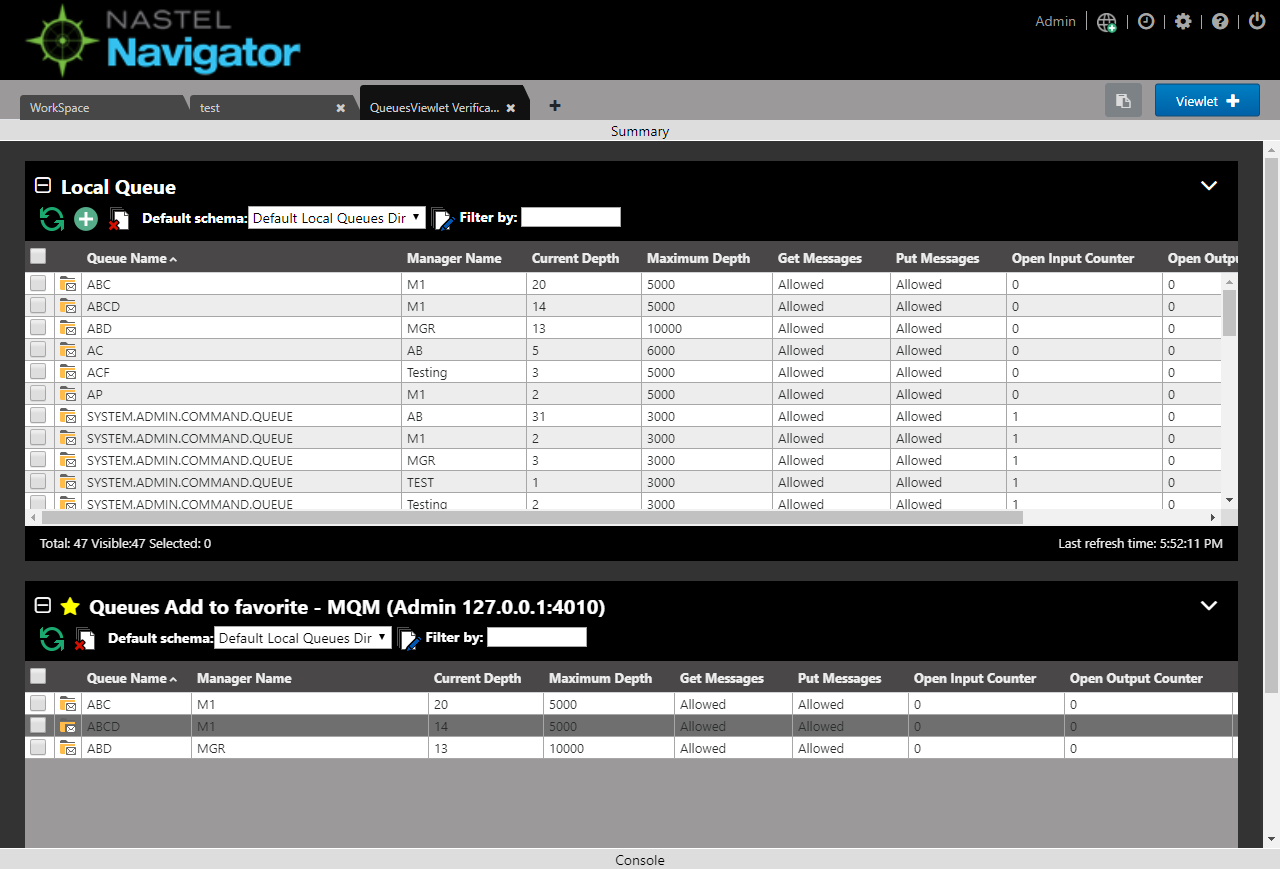 NASTEL
Navigator
Admin
WorkSpace test QueuesViewlet Verifica...
Viewlet
Summary
Local Queue
Default schema: Default Local Queues Dir Filter by:
Queue Name Manager Name Current Depth Maximum Depth Get Messages Put Messages Open Input Counter Open Outpu
ABC M1 20 5000 Allowed Allowed 0 0
ABCD M1 14 5000 Allowed Allowed 0 0
ABD MGR 13 10000 Allowed Allowed 0 0
AC AB 5 6000 Allowed Allowed 0 0
ACF Testing 3 5000 Allowed Allowed 0 0
AP M1 2 5000 Allowed Allowed 0 0
SYSTEM.ADMIN.COMMAND.QUEUE AB 31 3000 Allowed Allowed 1 0
SYSTEM.ADMIN.COMMAND.QUEUE M1 2 3000 Allowed Allowed 1 0
SYSTEM.ADMIN.COMMAND.QUEUE MGR 3 3000 Allowed Allowed 1 0
SYSTEM.ADMIN.COMMAND.QUEUE TEST 1 3000 Allowed Allowed 1 0
SYSTEM.ADMIN.COMMAND.QUEUE Testing 2 3000 Allowed Allowed 1 0
Total: 47 Visible:47 Selected: 0 Last refresh time: 5:52:11 PM
Queues Add to favorite - MQM (Admin 127.0.0.1:4010)
Default schema: Default Local Queues Dir Filter by:
Queue Name Manager Name Current Depth Maximum Depth Get Messages Put Messages Open Input Counter Open Output Counter
ABC M1 20 5000 Allowed Allowed 0 0
ABCD M1 14 5000 Allowed Allowed 0 0
ABD MGR 13 10000 Allowed Allowed 0 0
Console